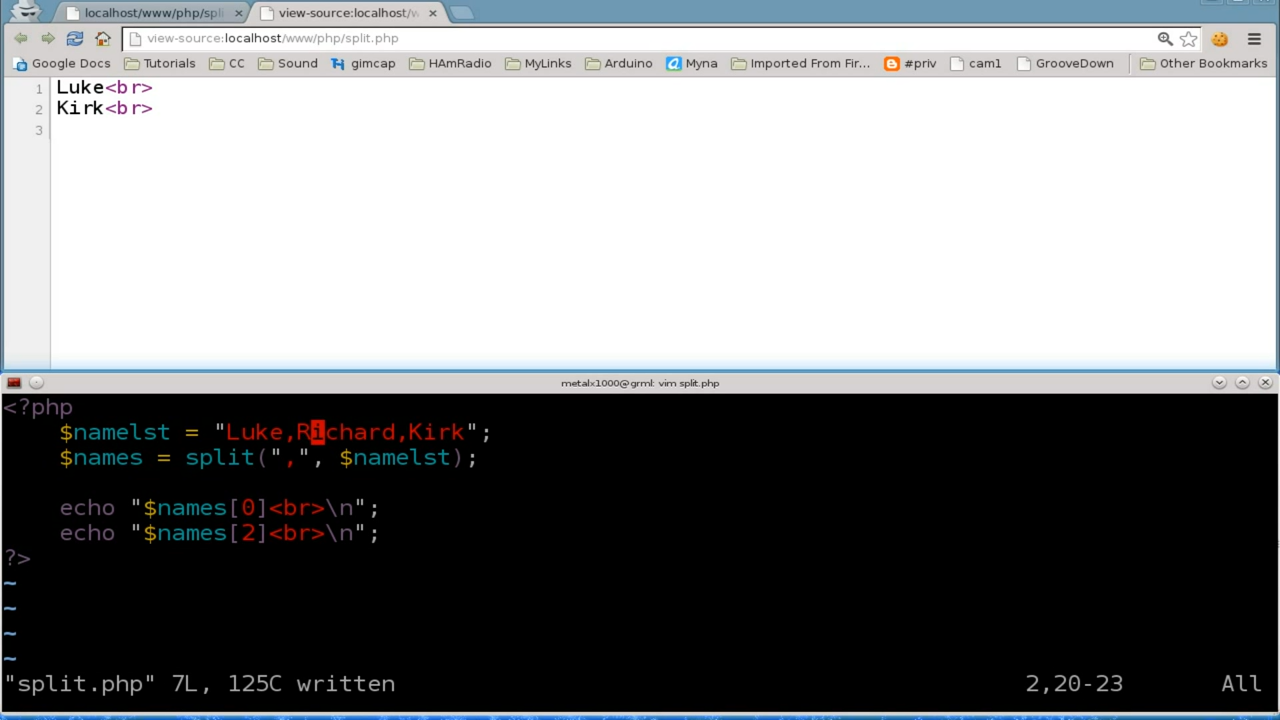 localhost/www/php/spli
view-source:localhost/w
view-source:localhost/www/php/split.php
Google Docs Tutorials CC Sound gimcap HAmRadio MyLinks Arduino Myna Imported From Fir... #priv cam1 GrooveDown Other Bookmarks
1 Luke<br>
2 Kirk<br>
3
metalx1000@grml: vim split.php
<?php
$namelst = "Luke,Richard,Kirk";
$names = split(",", $namelst);
echo "$names[0]<br>\n";
echo "$names[2]<br>\n";
?>
~
~
~
~
"split.php" 7L, 125C written 2,20-23 All